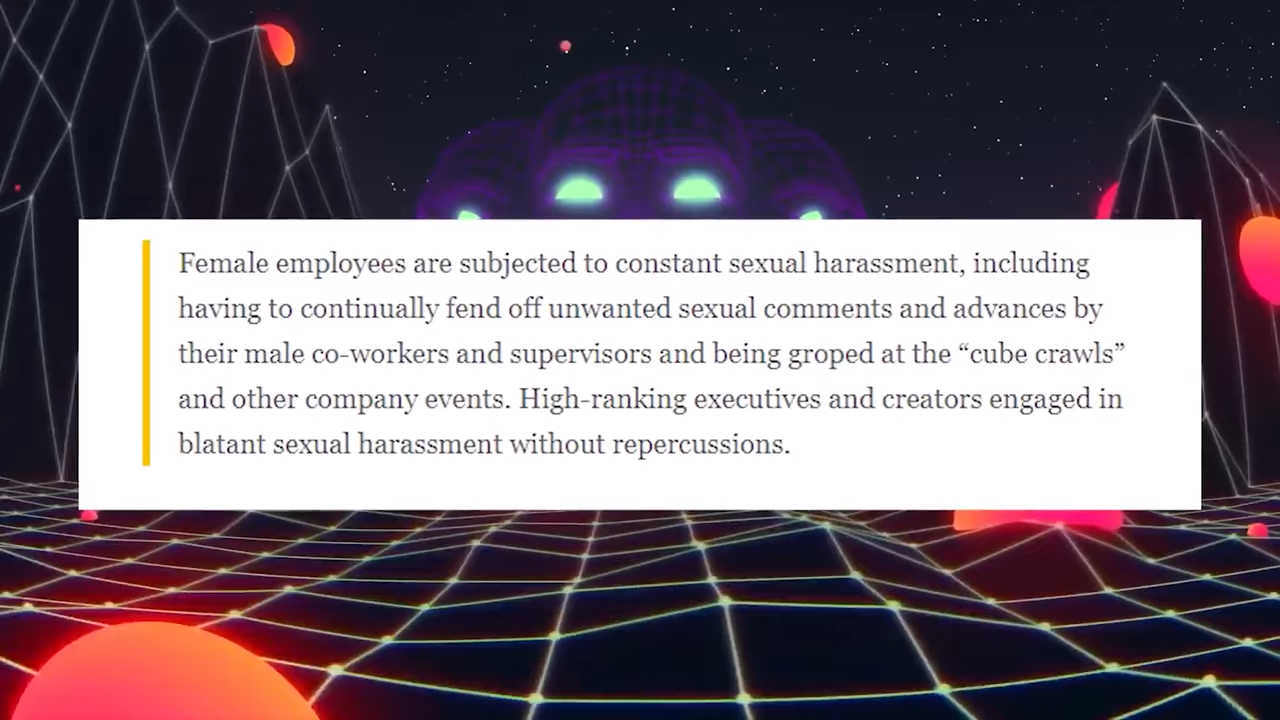 Female employees are subjected to constant sexual harassment, including
having to continually fend off unwanted sexual comments and advances by
their male co-workers and supervisors and being groped at the “cube crawls”
and other company events. High-ranking executives and creators engaged in
blatant sexual harassment without repercussions.